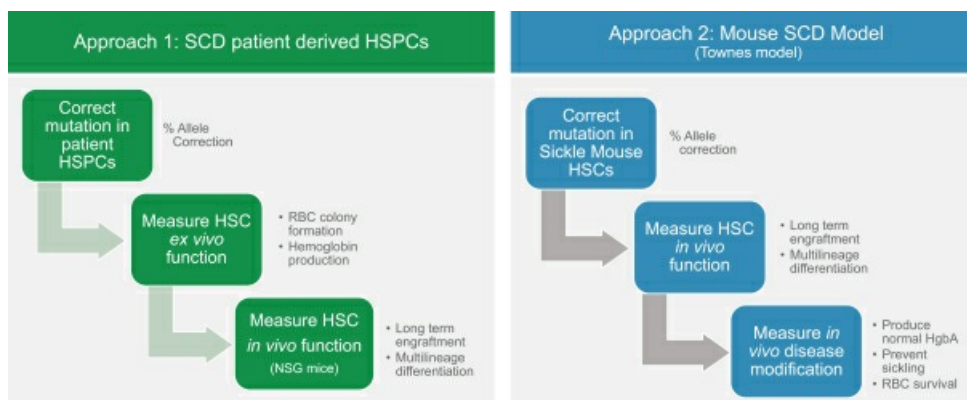 Approach 1: SCD patient derived HSPCs
Correct
mutation in
patient
HSPCs
% Allele
Correction
Measure HSC
ex vivo
function
• RBC colony
formation
• Hemoglobin
production
Measure HSC
in vivo function
(NSG mice)
• Long term
engraftment
• Multilineage
differentiation
Approach 2: Mouse SCD Model
(Townes model)
Correct
mutation in
Sickle Mouse
HSCs
% Allele
correction
Measure HSC
in vivo
function
• Long term
engraftment
• Multilineage
differentiation
Measure in
vivo disease
modification
• Produce
normal HgbA
• Prevent
sickling
• RBC survival